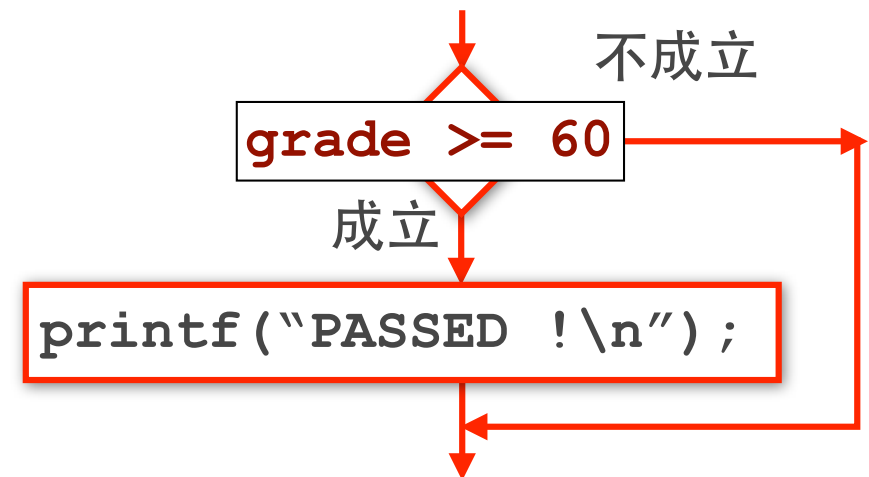 不成立
grade >= 60
成立
printf(“PASSED !\n”);